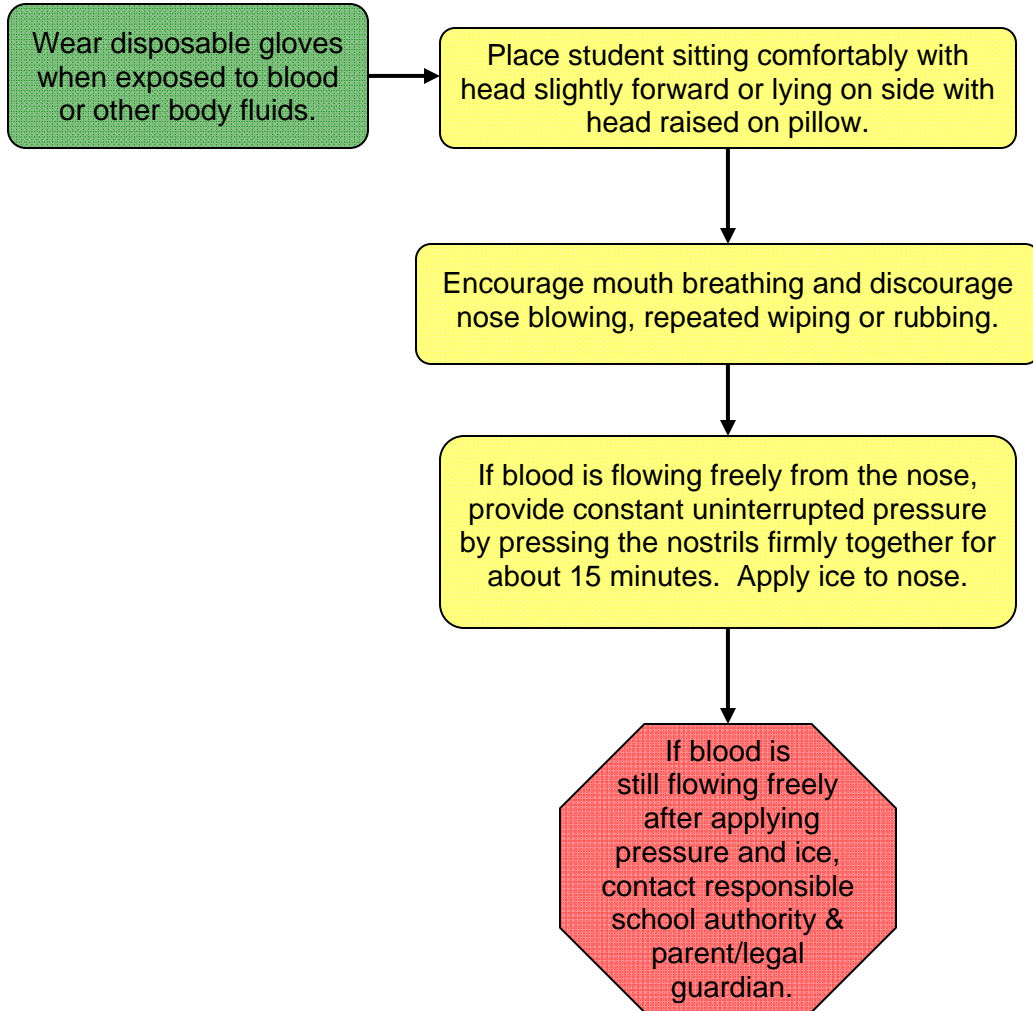 Wear disposable gloves
when exposed to blood
or other body fluids.
Place student sitting comfortably with
head slightly forward or lying on side with
head raised on pillow.
Encourage mouth breathing and discourage
nose blowing, repeated wiping or rubbing.
If blood is flowing freely from the nose,
provide constant uninterrupted pressure
by pressing the nostrils firmly together for
about 15 minutes.  Apply ice to nose.
If blood is
still flowing freely
after applying
pressure and ice,
contact responsible
school authority &
parent/legal
guardian.